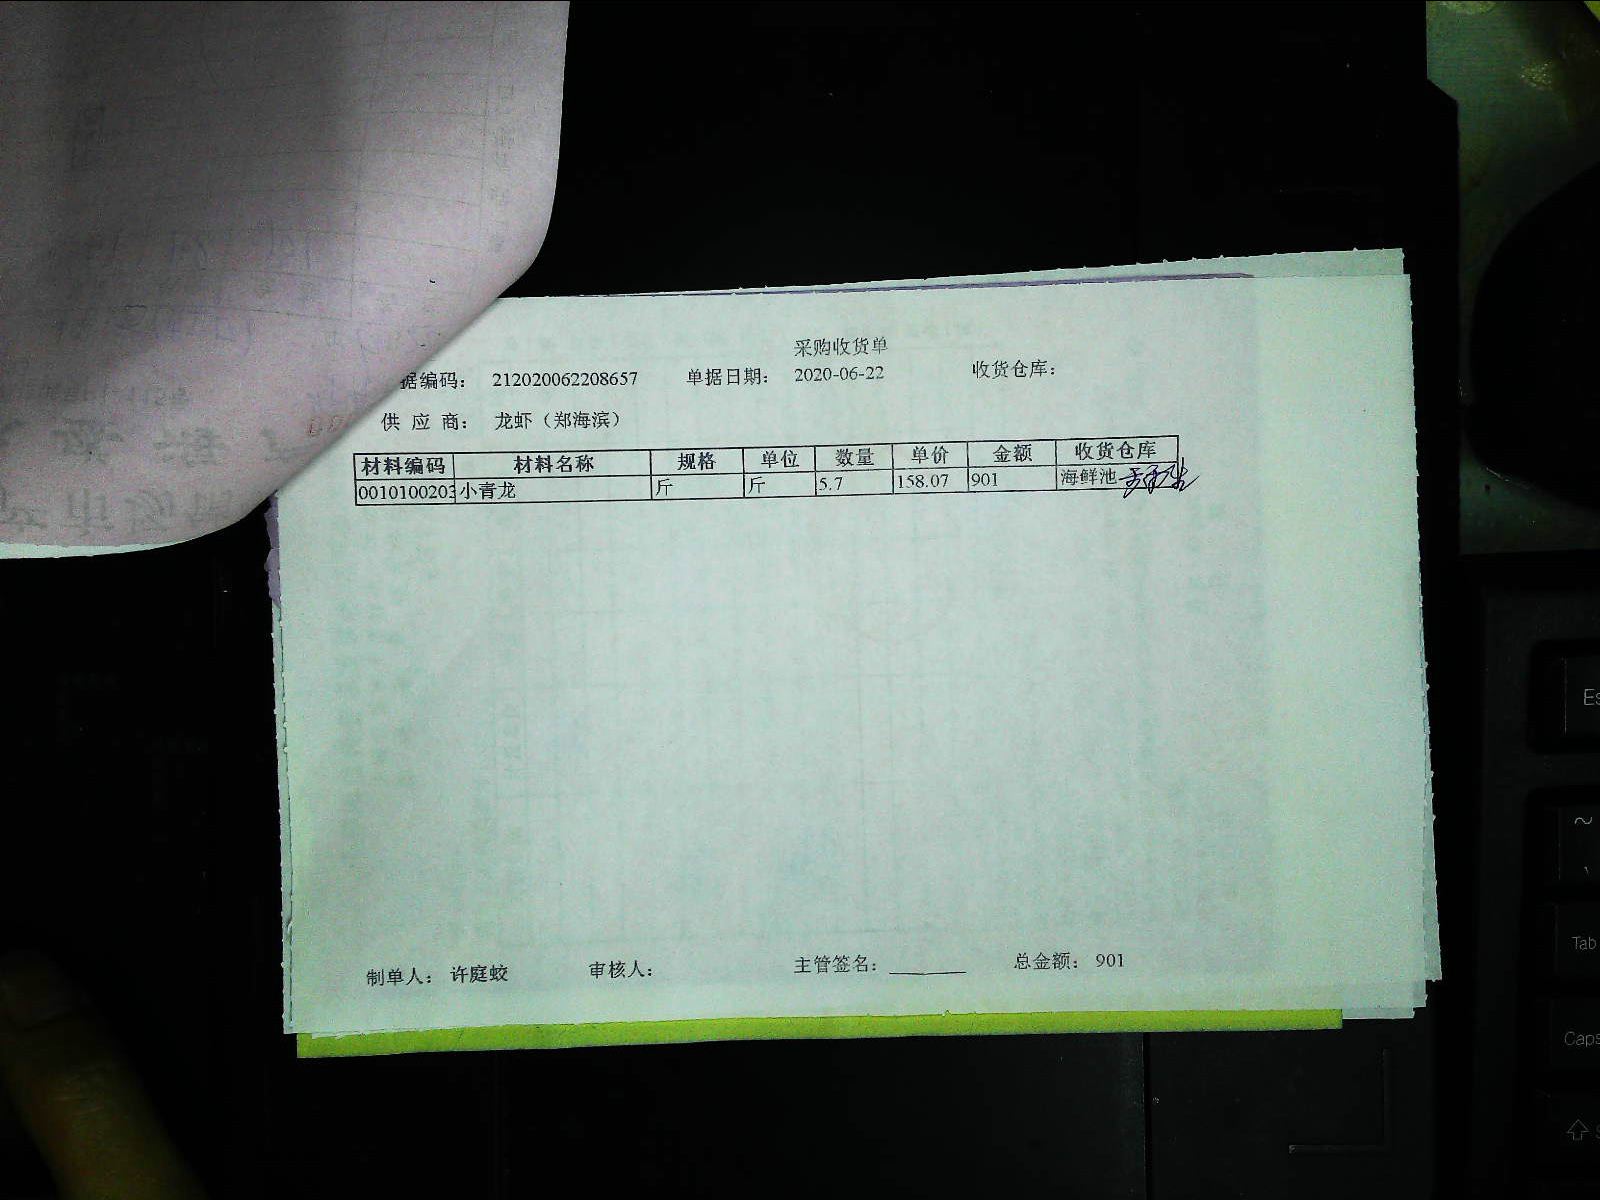 采购收货单
据编码： 212020062208657 单据日期： 2020-06-22 收货仓库：
供 应 商： 龙虾（郑海滨）
材料编码 材料名称 规格 单位 数量 单价 金额 收货仓库
0010100203 小青龙 斤 斤 5.7 158.07 901 海鲜池
制单人： 许庭蛟 审核人： 主管签名： 总金额： 901
Es
~
Tab
Caps